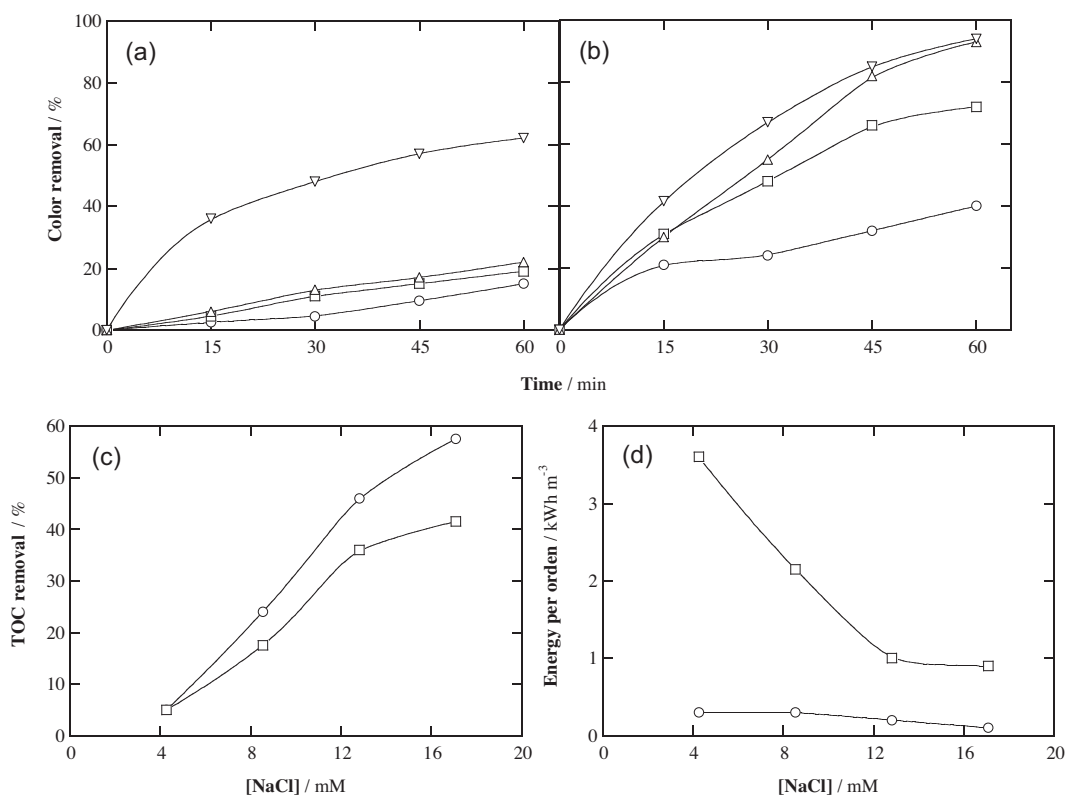 100
80
60
40
20
0
Color removal / %
(a)
(b)
0 15 30 45 60
0 15 30 45 60
Time / min
60
50
40
30
20
10
0
TOC removal / %
(c)
0 4 8 12 16 20
[NaCl] / mM
4
3
2
1
0
Energy per orden / kWh m⁻³
(d)
0 4 8 12 16 20
[NaCl] / mM